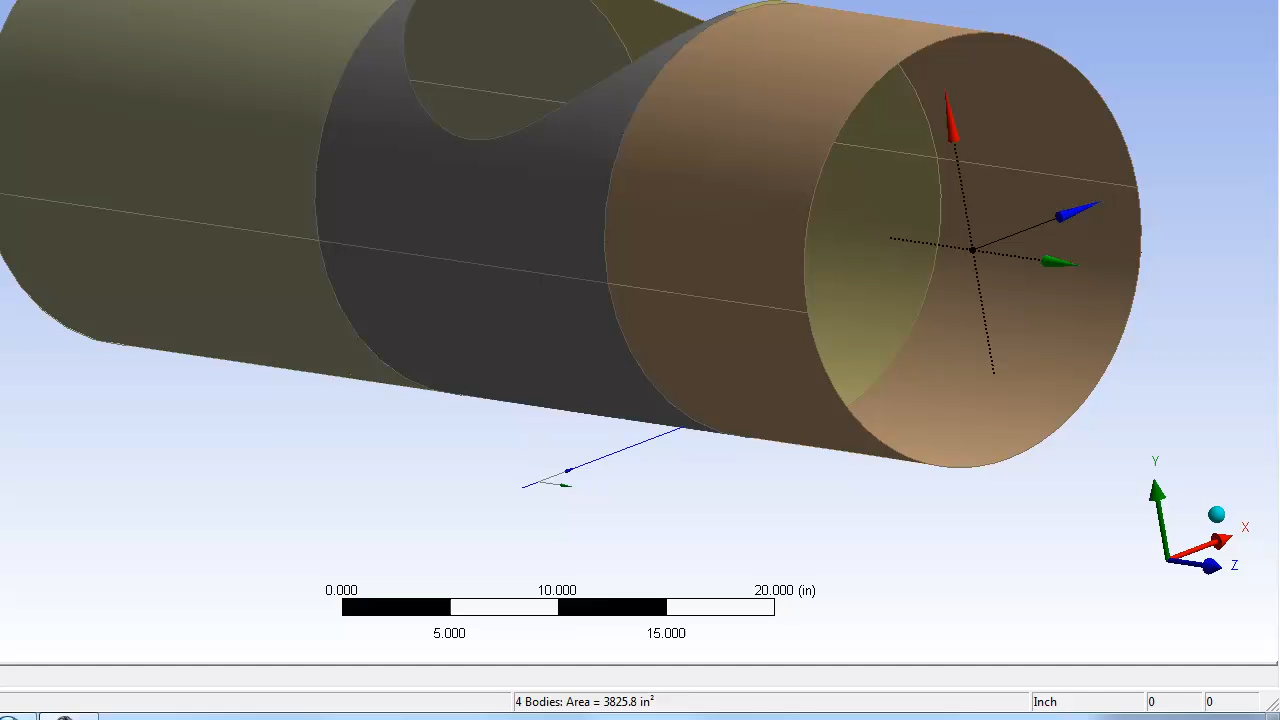 Y
X
Z
0.000 10.000 20.000 (in)
5.000 15.000
4 Bodies: Area = 3825.8 in² Inch 0 0